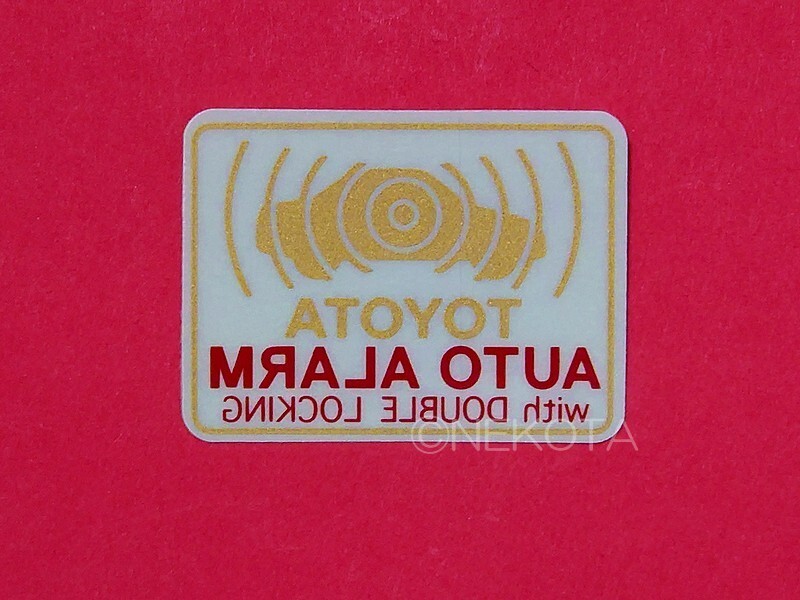 TOYOTA
AUTO ALARM
with DOUBLE LOCKING
©NEKOTA